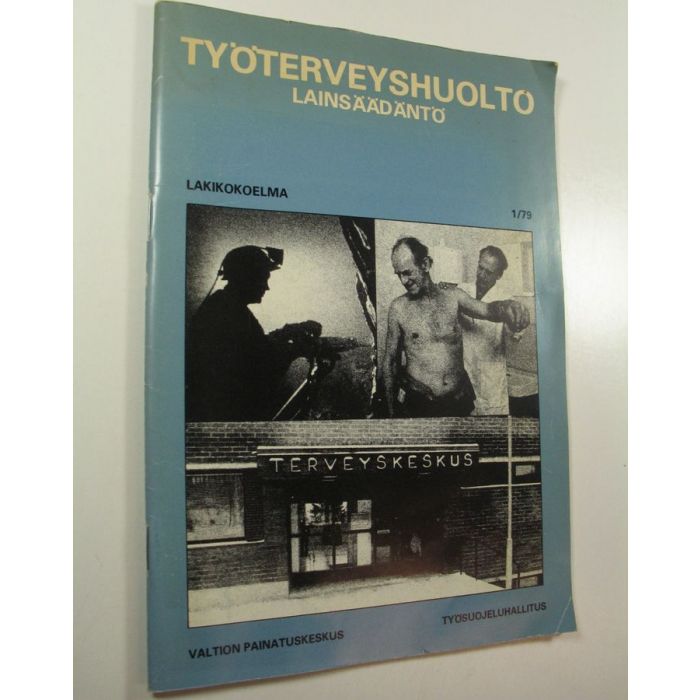 TYÖTERVEYSHUOLTO
LAINSÄÄDÄNTÖ
LAKIKOKOELMA
1/79
TERVEYSKESKUS
VALTION PAINATUSKESKUS
TYÖSUOJELUHALLITUS